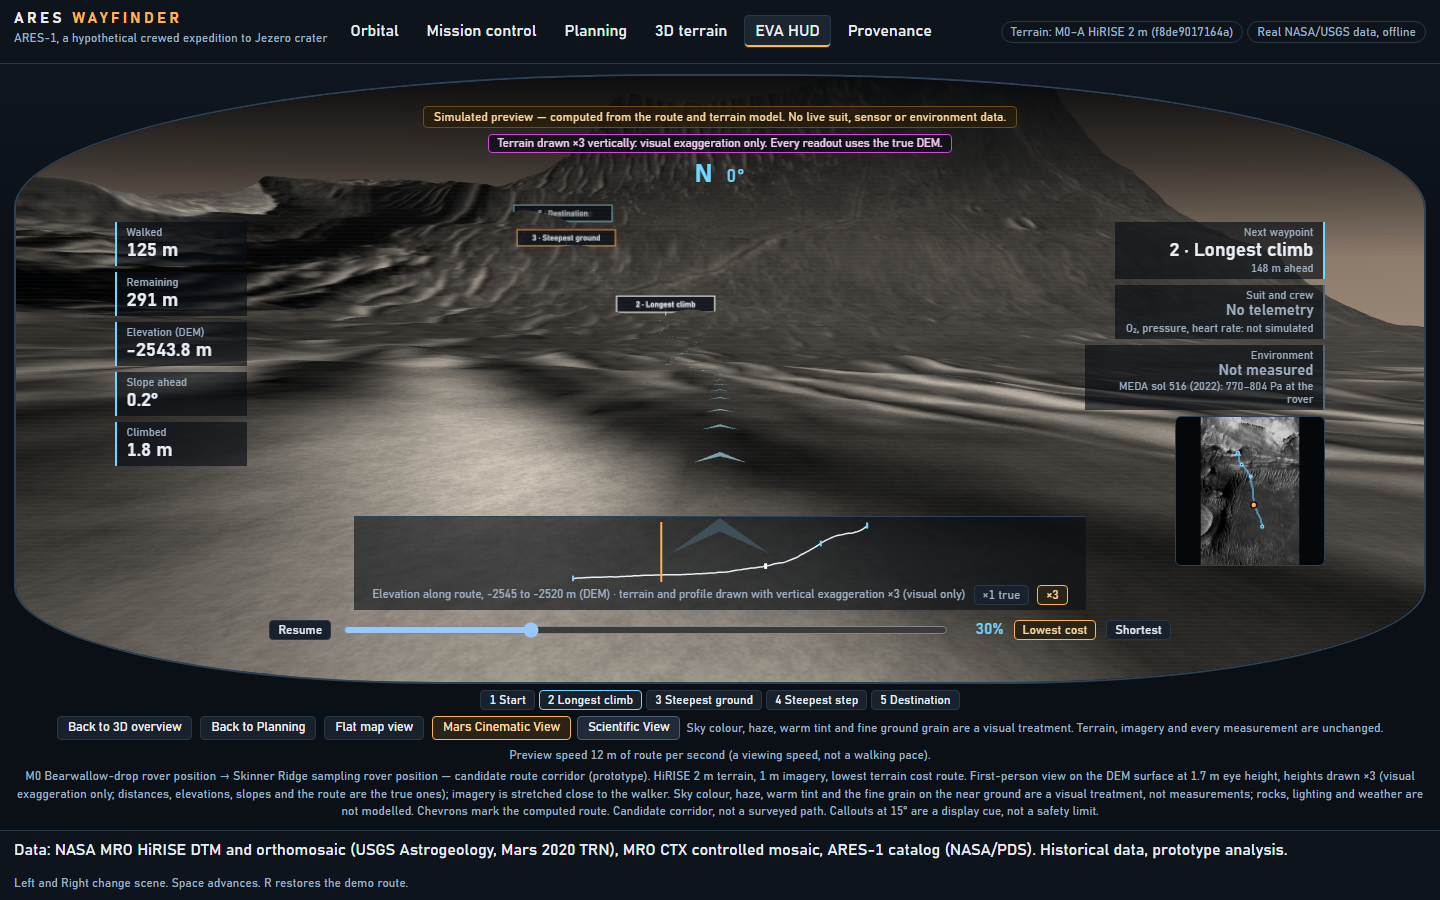 ARES WAYFINDER
ARES-1, a hypothetical crewed expedition to Jezero crater
Orbital
Mission control
Planning
3D terrain
EVA HUD
Provenance
Terrain: M0-A HiRISE 2 m (f8de9017164a)
Real NASA/USGS data, offline
Simulated preview — computed from the route and terrain model. No live suit, sensor or environment data.
Terrain drawn ×3 vertically: visual exaggeration only. Every readout uses the true DEM.
N 0°
· Destination
3 · Steepest ground
2 · Longest climb
Walked
125 m
Remaining
291 m
Elevation (DEM)
−2543.8 m
Slope ahead
0.2°
Climbed
1.8 m
Next waypoint
2 · Longest climb
148 m ahead
Suit and crew
No telemetry
O₂, pressure, heart rate: not simulated
Environment
Not measured
MEDA sol 516 (2022): 770–804 Pa at the
rover
Elevation along route, −2545 to −2520 m (DEM) · terrain and profile drawn with vertical exaggeration ×3 (visual only)
×1 true
×3
Resume
30%
Lowest cost
Shortest
1 Start
2 Longest climb
3 Steepest ground
4 Steepest step
5 Destination
Back to 3D overview
Back to Planning
Flat map view
Mars Cinematic View
Scientific View
Sky colour, haze, warm tint and fine ground grain are a visual treatment. Terrain, imagery and every measurement are unchanged.
Preview speed 12 m of route per second (a viewing speed, not a walking pace).
M0 Bearwallow-drop rover position → Skinner Ridge sampling rover position — candidate route corridor (prototype). HiRISE 2 m terrain, 1 m imagery, lowest terrain cost route. First-person view on the DEM surface at 1.7 m eye height, heights drawn ×3 (visual
exaggeration only; distances, elevations, slopes and the route are the true ones); imagery is stretched close to the walker. Sky colour, haze, warm tint and the fine grain on the near ground are a visual treatment, not measurements; rocks, lighting and weather are
not modelled. Chevrons mark the computed route. Candidate corridor, not a surveyed path. Callouts at 15° are a display cue, not a safety limit.
Data: NASA MRO HiRISE DTM and orthomosaic (USGS Astrogeology, Mars 2020 TRN), MRO CTX controlled mosaic, ARES-1 catalog (NASA/PDS). Historical data, prototype analysis.
Left and Right change scene. Space advances. R restores the demo route.